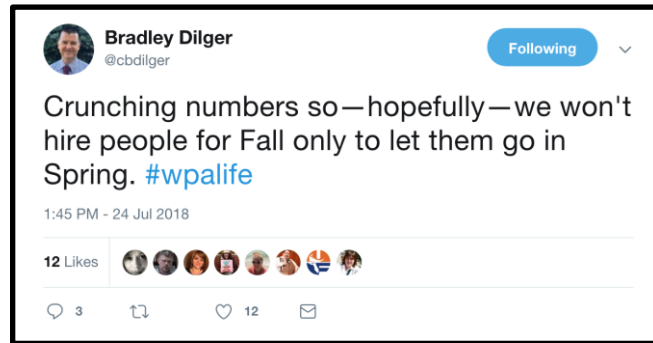 Bradley Dilger
@cbdilger
Following
Crunching numbers so—hopefully—we won't
hire people for Fall only to let them go in
Spring. #wpalife
1:45 PM - 24 Jul 2018
12 Likes
3
12